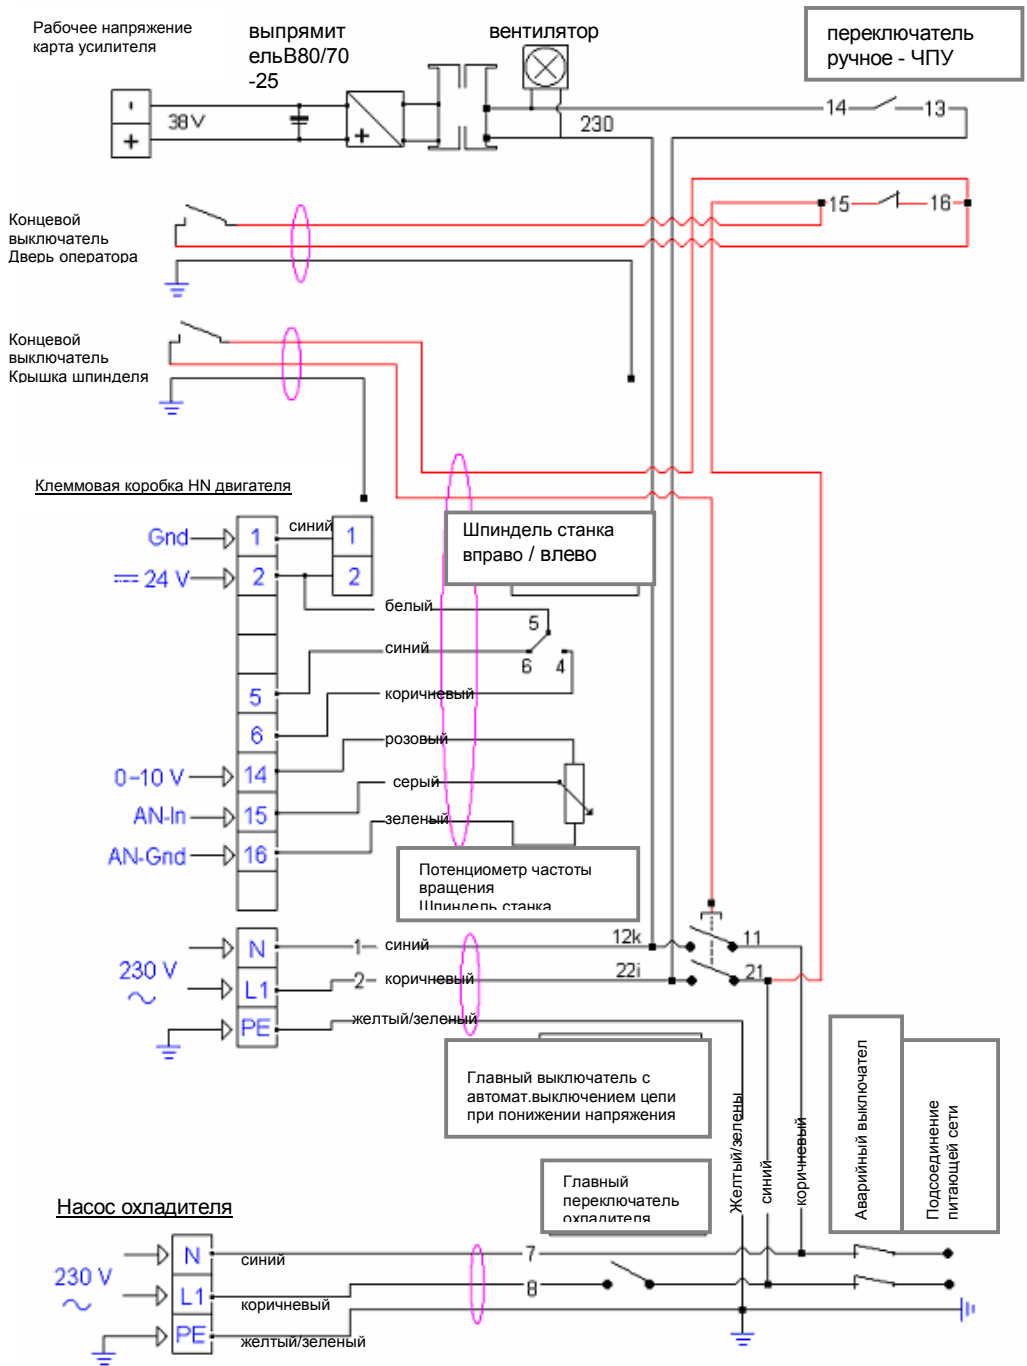 Рабочее напряжение
карта усилителя
выпрямит
ельВ80/70
-25
вентилятор
переключатель
ручное - ЧПУ
-
+
38V
+
230
14
13
15
16
Концевой
выключатель
Дверь оператора
Концевой
выключатель
Крышка шпинделя
Клеммовая коробка HN двигателя
Gnd
1
синий
1
24 V
2
2
Шпиндель станка
вправо / влево
белый
5
синий
6
4
5
коричневый
6
розовый
0-10 V
14
серый
AN-In
15
зеленый
AN-Gnd
16
Потенциометр частоты
вращения
Шпиндель станка
230 V
N
1
синий
12k
11
L1
2
коричневый
22i
21
PE
желтый/зеленый
Главный выключатель с
автомат.выключением цепи
при понижении напряжения
Желтый/зелены
синий
коричневый
Аварийный выключател
Подсоединение
питающей сети
Главный
переключатель
охладителя
Насос охладителя
230 V
N
синий
7
L1
коричневый
8
PE
желтый/зеленый